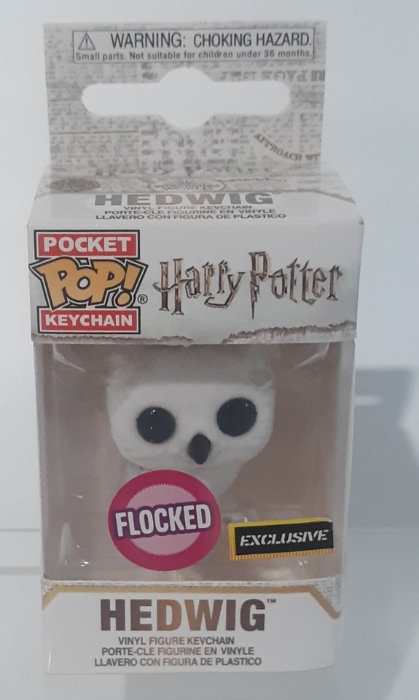 ⚠ WARNING: CHOKING HAZARD.
Small parts. Not suitable for children under 36 months.
APPROACH
HEDWIG
VINYL FIGURE KEYCHAIN
PORTE-CLE FIGURINE EN VINYLE
LLAVERO CON FIGURA DE PLASTICO
POCKET
POP!®
KEYCHAIN
Harry Potter
FLOCKED
EXCLUSIVE
HEDWIG™
VINYL FIGURE KEYCHAIN
PORTE-CLE FIGURINE EN VINYLE
LLAVERO CON FIGURA DE PLASTICO